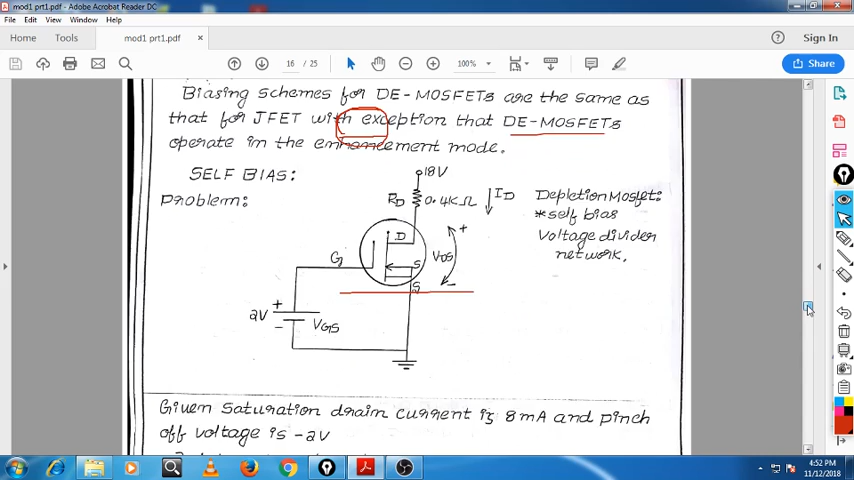 mod1 prt1.pdf - Adobe Acrobat Reader DC
File Edit View Window Help
Home Tools mod1 prt1.pdf × Sign In
16 / 25 100% Share
Biasing schemes for DE-MOSFETs are the same as
that for JFET with exception that DE-MOSFETs
operate in the enhancement mode.
SELF BIAS:
Problem:
18V
RD 0.4KΩ
ID
Depletion Mosfet:
*self bias
Voltage divider
network.
D
G
S
VDS
+
-
S
2V
+
-
VGS
Given Saturation drain current is 8mA and pinch
off voltage is -2V
4:52 PM
11/12/2018